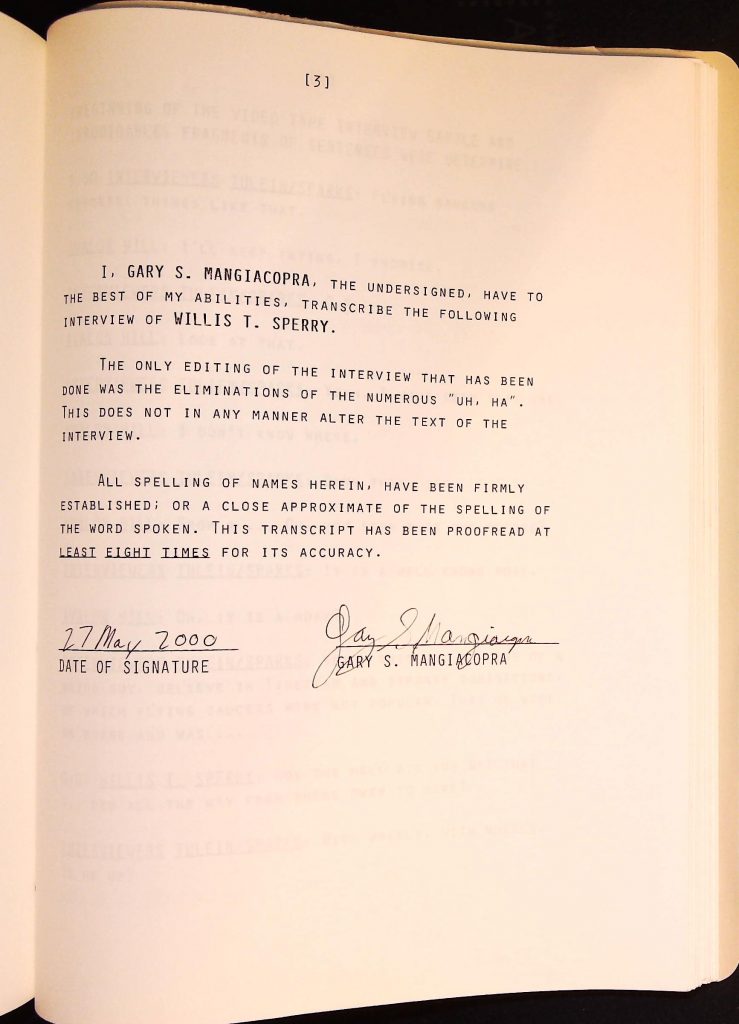 [3]
I, GARY S. MANGIACOPRA, THE UNDERSIGNED, HAVE TO
THE BEST OF MY ABILITIES, TRANSCRIBE THE FOLLOWING
INTERVIEW OF WILLIS T. SPERRY.
THE ONLY EDITING OF THE INTERVIEW THAT HAS BEEN
DONE WAS THE ELIMINATIONS OF THE NUMEROUS "UH, HA".
THIS DOES NOT IN ANY MANNER ALTER THE TEXT OF THE
INTERVIEW.
ALL SPELLING OF NAMES HEREIN, HAVE BEEN FIRMLY
ESTABLISHED; OR A CLOSE APPROXIMATE OF THE SPELLING OF
THE WORD SPOKEN. THIS TRANSCRIPT HAS BEEN PROOFREAD AT
LEAST EIGHT TIMES FOR ITS ACCURACY.
27 May 2000 Gary S. Mangiacopra
DATE OF SIGNATURE GARY S. MANGIACOPRA